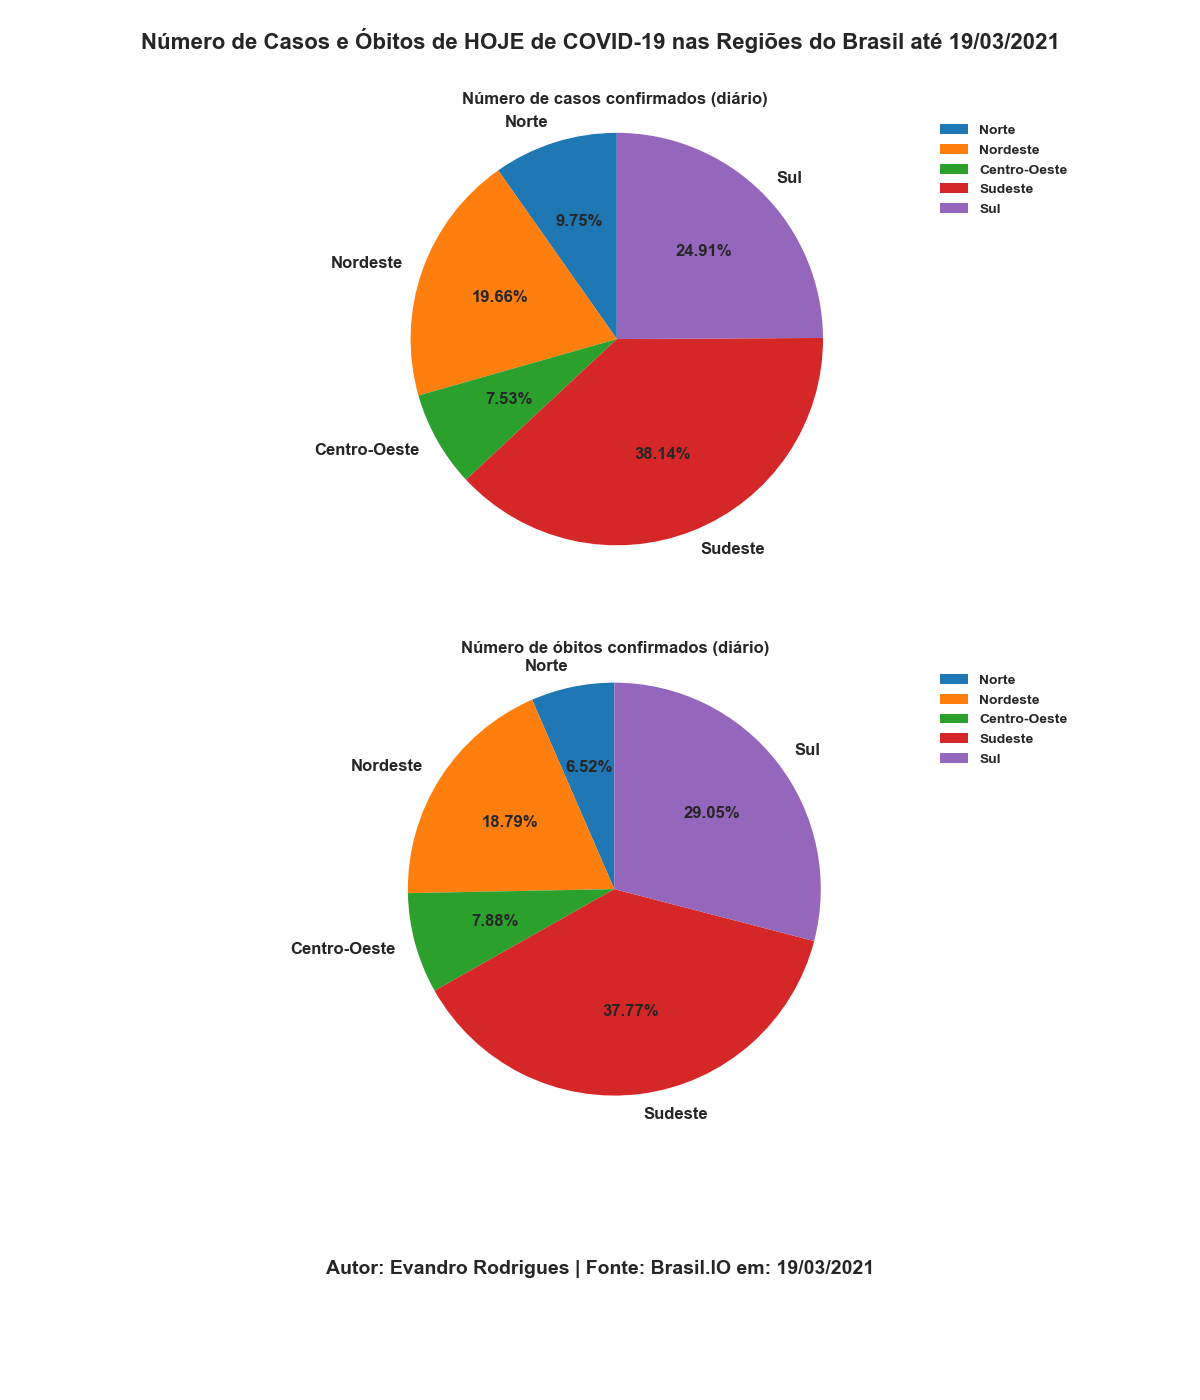 Número de Casos e Óbitos de HOJE de COVID-19 nas Regiões do Brasil até 19/03/2021
Número de casos confirmados (diário)
Norte
Nordeste
Centro-Oeste
Sudeste
Sul
9.75%
19.66%
7.53%
38.14%
24.91%
Norte
Nordeste
Centro-Oeste
Sudeste
Sul
Número de óbitos confirmados (diário)
Norte
Nordeste
Centro-Oeste
Sudeste
Sul
6.52%
18.79%
7.88%
37.77%
29.05%
Norte
Nordeste
Centro-Oeste
Sudeste
Sul
Autor: Evandro Rodrigues | Fonte: Brasil.IO em: 19/03/2021